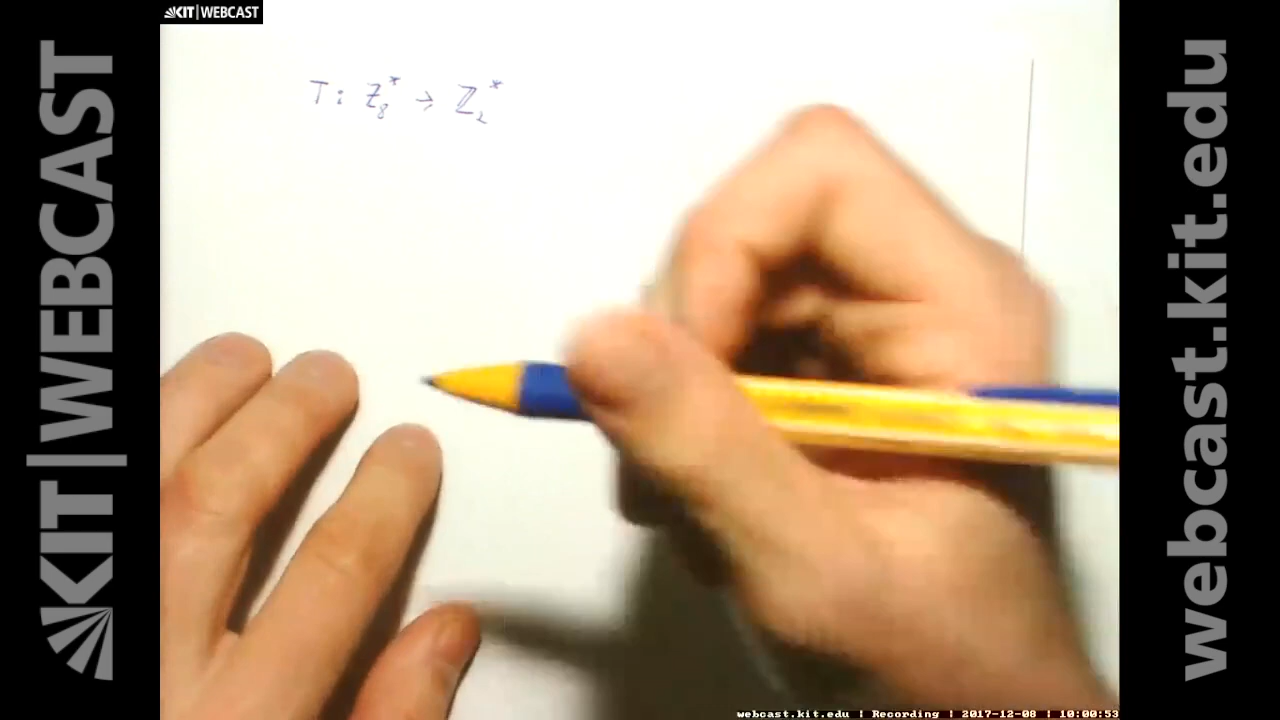 KIT|WEBCAST
T: ℤ₈* → ℤ₂*
KIT|WEBCAST
webcast.kit.edu
webcast.kit.edu | Recording | 2017-12-08 | 10:00:53